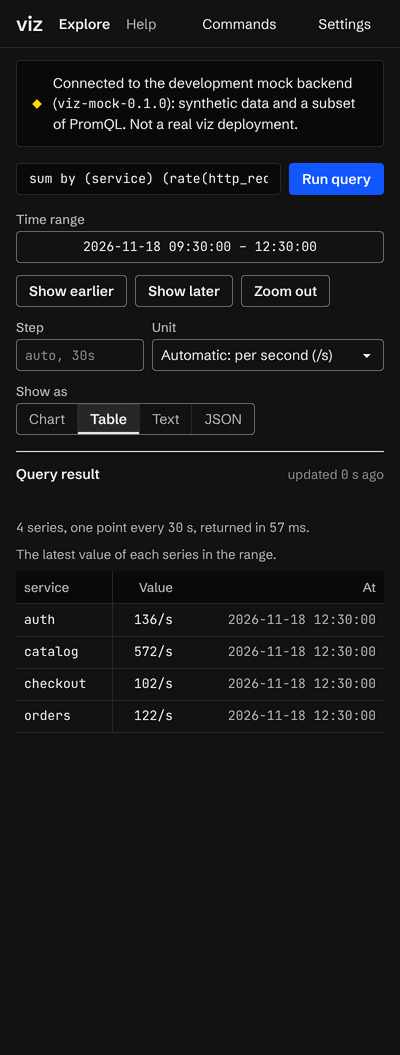 viz Explore Help Commands Settings
Connected to the development mock backend
(viz-mock-0.1.0): synthetic data and a subset
of PromQL. Not a real viz deployment.
sum by (service) (rate(http_rec Run query
Time range
2026-11-18 09:30:00 – 12:30:00
Show earlier Show later Zoom out
Step Unit
auto, 30s Automatic: per second (/s)
Show as
Chart Table Text JSON
Query result updated 0 s ago
4 series, one point every 30 s, returned in 57 ms.
The latest value of each series in the range.
service Value At
auth 136/s 2026-11-18 12:30:00
catalog 572/s 2026-11-18 12:30:00
checkout 102/s 2026-11-18 12:30:00
orders 122/s 2026-11-18 12:30:00